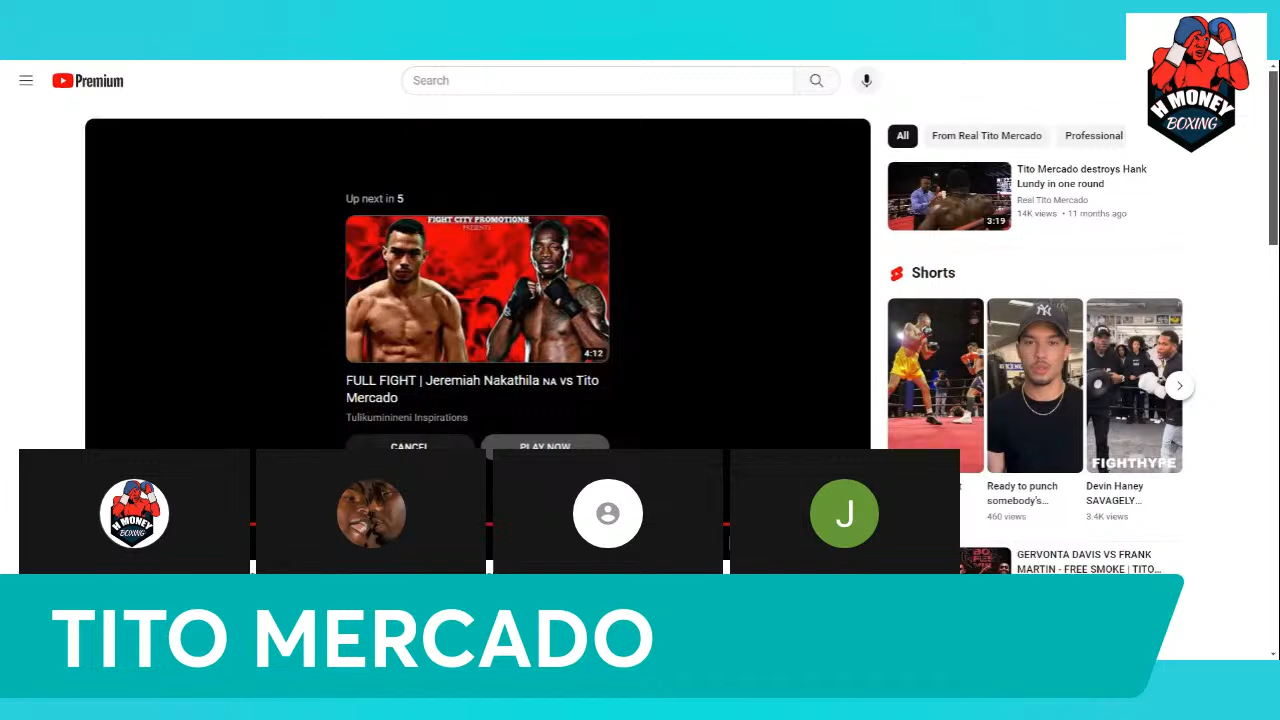 Premium
Search
H MONEY
BOXING
All
From Real Tito Mercado
Professional
Up next in 5
FIGHT CITY PROMOTIONS
PRESENTS
4:12
FULL FIGHT | Jeremiah Nakathila NA vs Tito
Mercado
Tulikuminineni Inspirations
CANCEL
PLAY NOW
Tito Mercado destroys Hank
Lundy in one round
Real Tito Mercado
14K views • 11 months ago
3:19
Shorts
FIGHTHYPE
Ready to punch
somebody's...
460 views
Devin Haney
SAVAGELY...
3.4K views
GERVONTA DAVIS VS FRANK
MARTIN - FREE SMOKE | TITO...
H MONEY
BOXING
J
TITO MERCADO